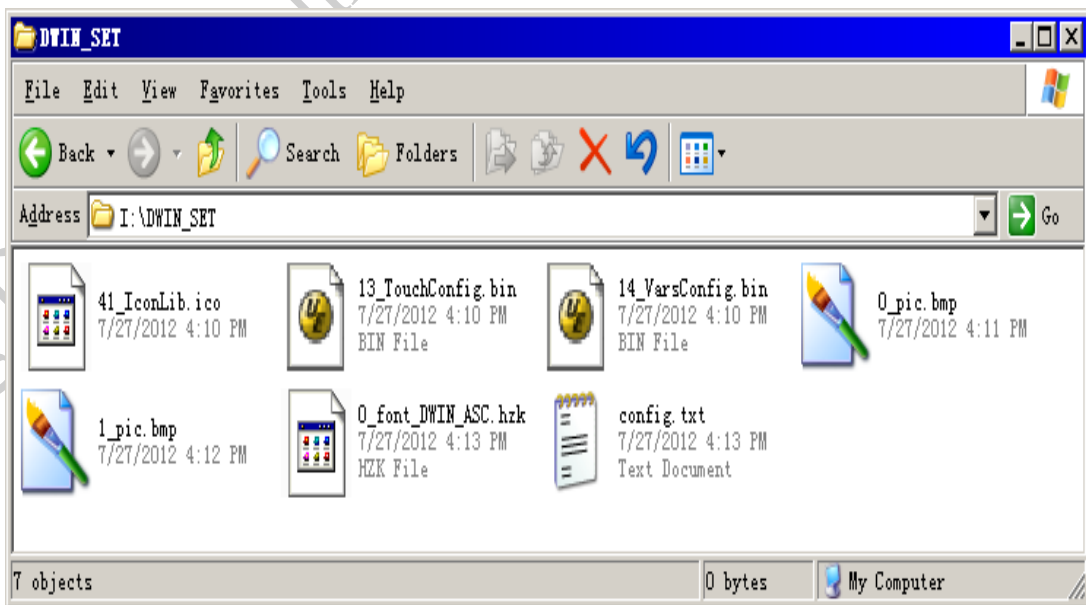 DWIN_SET
File Edit View Favorites Tools Help
Back Search Folders
Address I:\DWIN_SET Go
41_IconLib.ico
7/27/2012 4:10 PM
13_TouchConfig.bin
7/27/2012 4:10 PM
BIN File
14_VarsConfig.bin
7/27/2012 4:10 PM
BIN File
0_pic.bmp
7/27/2012 4:11 PM
1_pic.bmp
7/27/2012 4:12 PM
0_font_DWIN_ASC.hzk
7/27/2012 4:13 PM
HZK File
config.txt
7/27/2012 4:13 PM
Text Document
7 objects 0 bytes My Computer